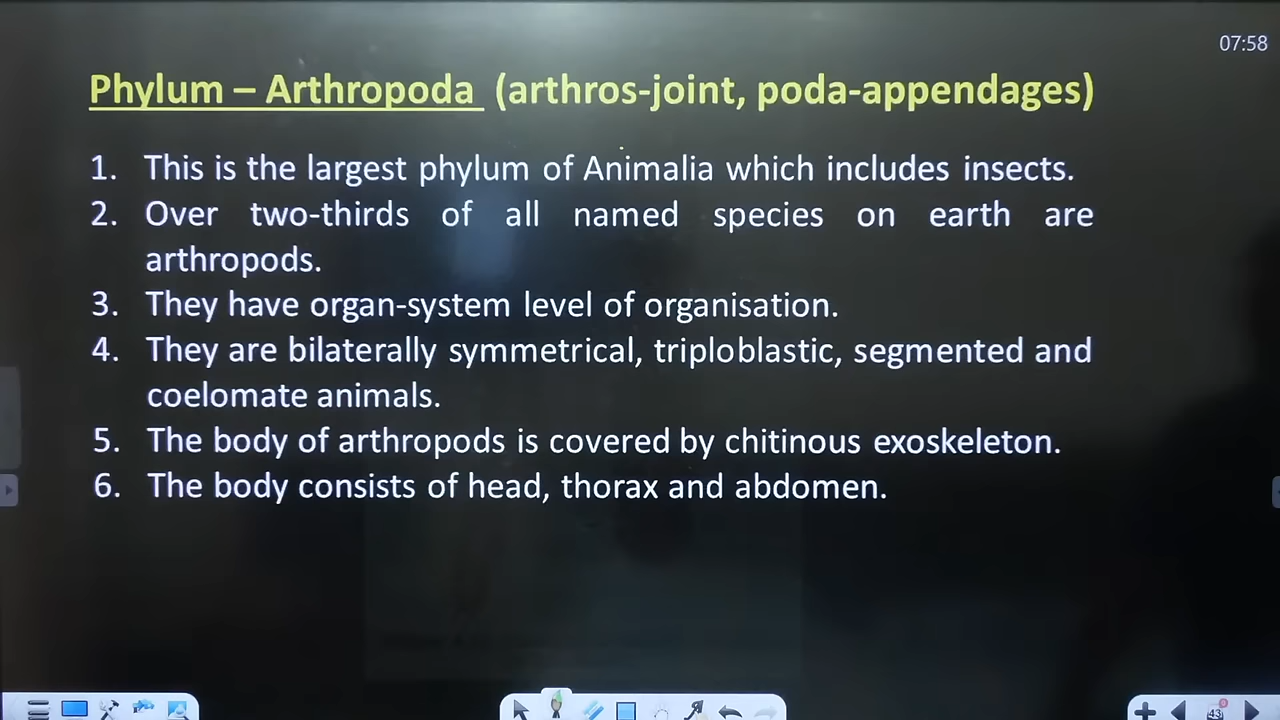 07:58
Phylum – Arthropoda (arthros-joint, poda-appendages)
1. This is the largest phylum of Animalia which includes insects.
2. Over two-thirds of all named species on earth are
arthropods.
3. They have organ-system level of organisation.
4. They are bilaterally symmetrical, triploblastic, segmented and
coelomate animals.
5. The body of arthropods is covered by chitinous exoskeleton.
6. The body consists of head, thorax and abdomen.
43